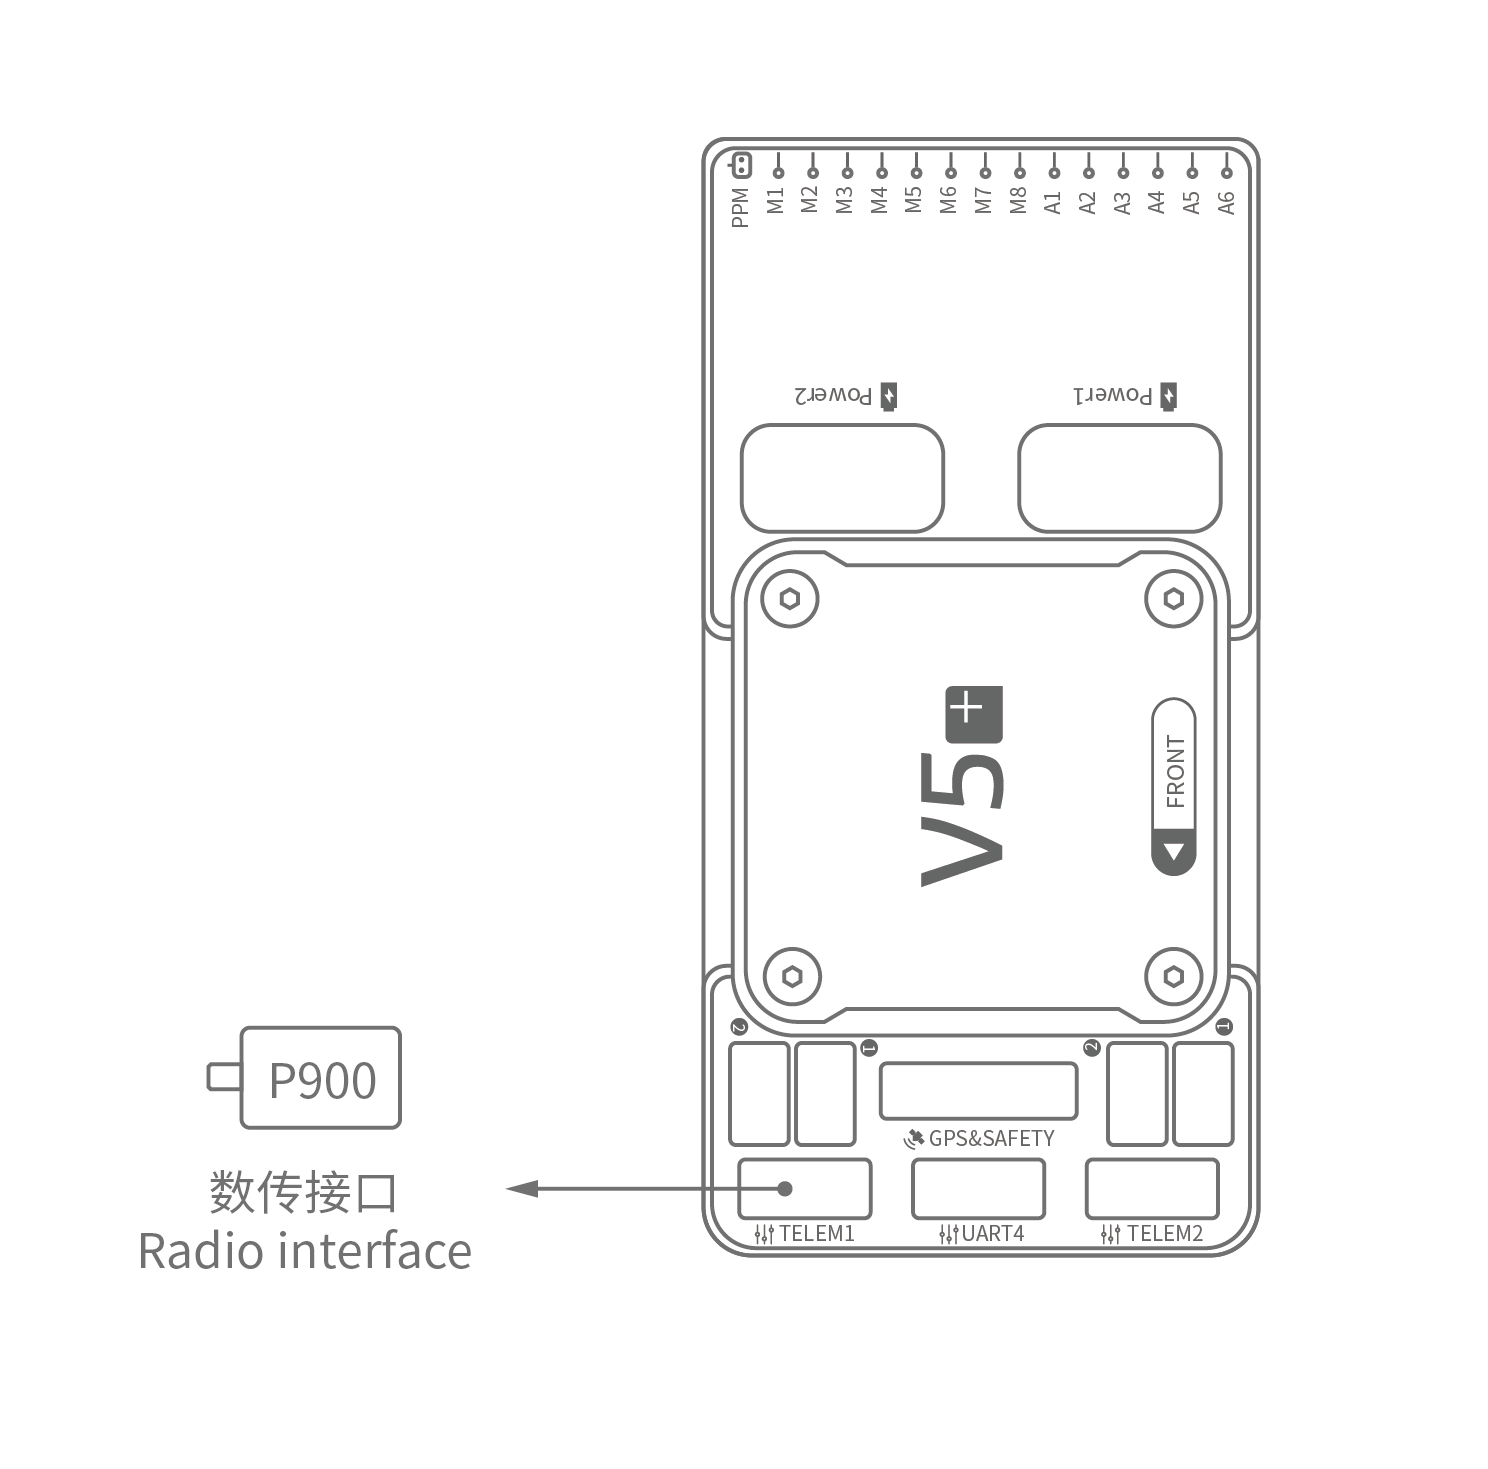 PPM
M1
M2
M3
M4
M5
M6
M7
M8
A1
A2
A3
A4
A5
A6
Power2
Power1
V5+
FRONT
2
1
2
1
GPS&SAFETY
P900
数传接口
Radio interface
TELEM1
UART4
TELEM2